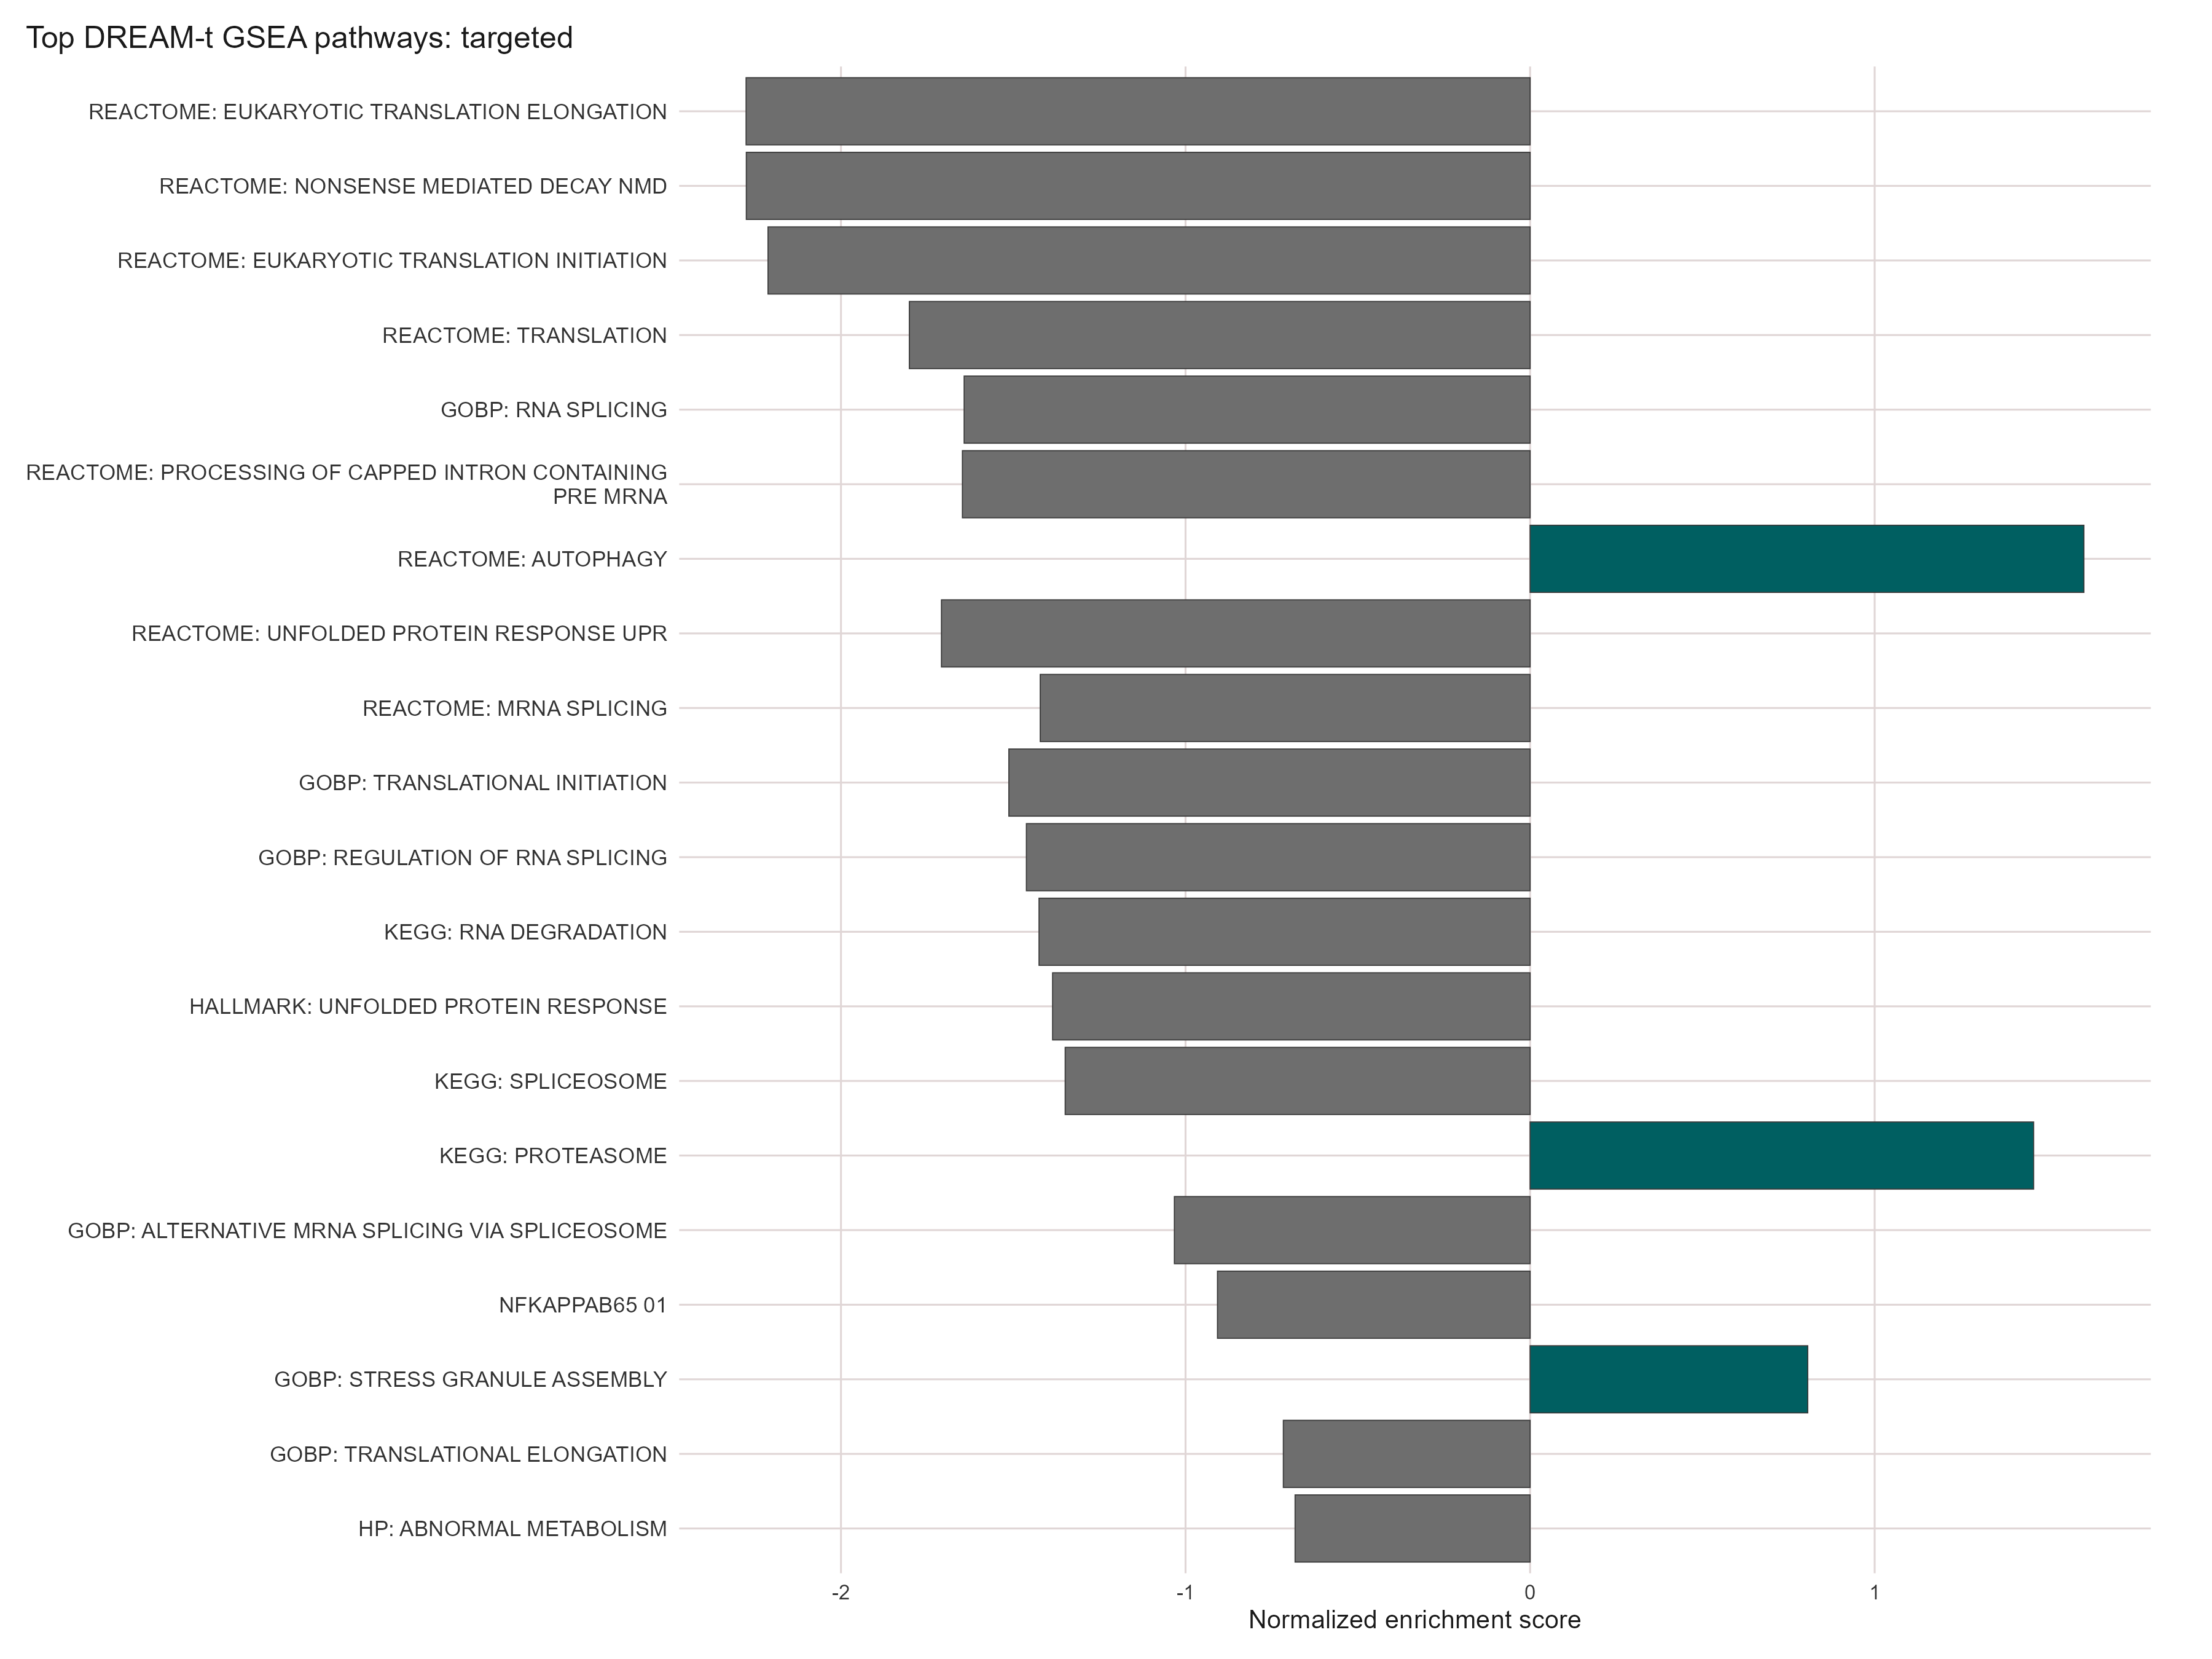 Top DREAM-t GSEA pathways: targeted
REACTOME: EUKARYOTIC TRANSLATION ELONGATION
REACTOME: NONSENSE MEDIATED DECAY NMD
REACTOME: EUKARYOTIC TRANSLATION INITIATION
REACTOME: TRANSLATION
GOBP: RNA SPLICING
REACTOME: PROCESSING OF CAPPED INTRON CONTAINING
PRE MRNA
REACTOME: AUTOPHAGY
REACTOME: UNFOLDED PROTEIN RESPONSE UPR
REACTOME: MRNA SPLICING
GOBP: TRANSLATIONAL INITIATION
GOBP: REGULATION OF RNA SPLICING
KEGG: RNA DEGRADATION
HALLMARK: UNFOLDED PROTEIN RESPONSE
KEGG: SPLICEOSOME
KEGG: PROTEASOME
GOBP: ALTERNATIVE MRNA SPLICING VIA SPLICEOSOME
NFKAPPAB65 01
GOBP: STRESS GRANULE ASSEMBLY
GOBP: TRANSLATIONAL ELONGATION
HP: ABNORMAL METABOLISM
-2 -1 0 1
Normalized enrichment score